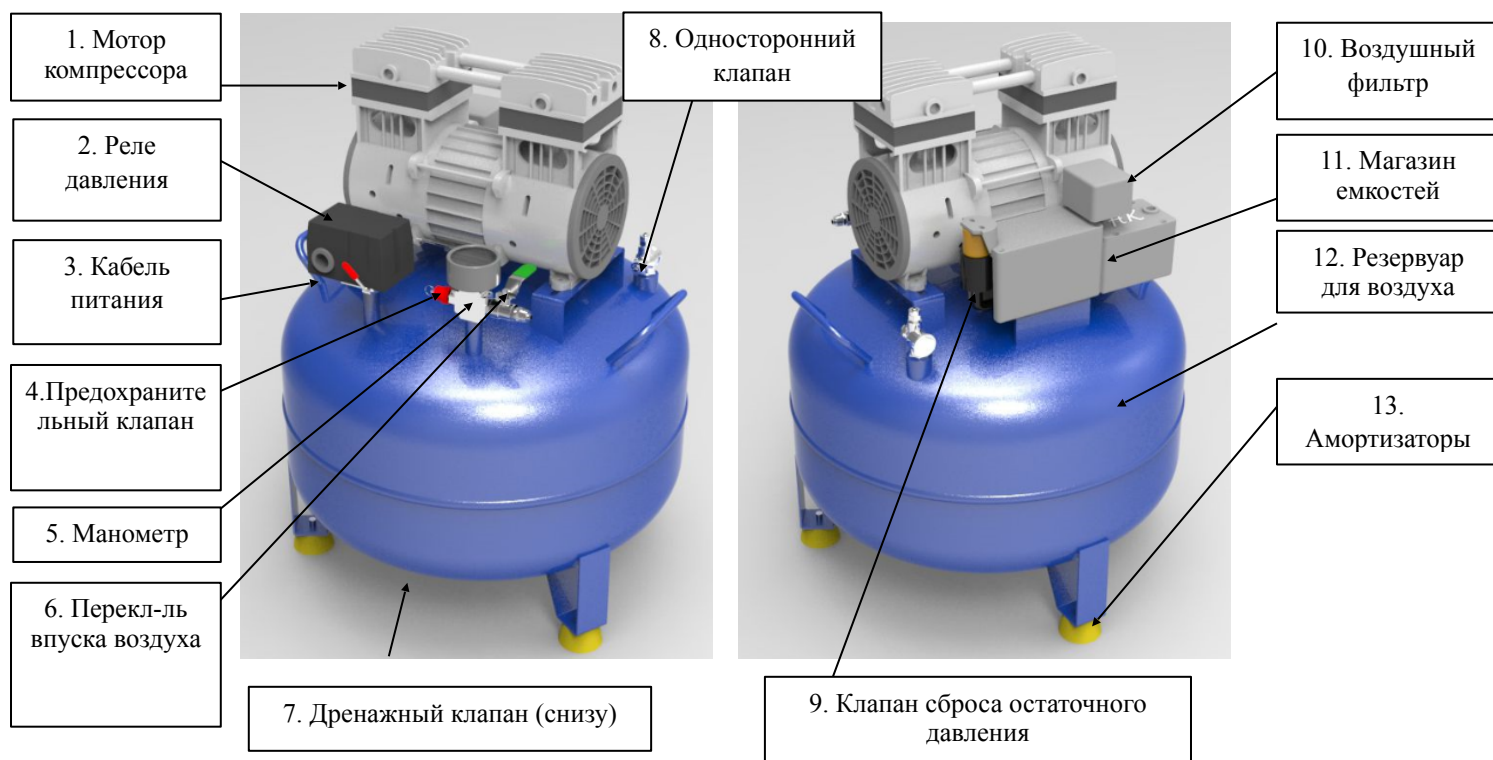 1. Мотор
компрессора
2. Реле
давления
3. Кабель
питания
4.Предохраните
льный клапан
5. Манометр
6. Перекл-ль
впуска воздуха
7. Дренажный клапан (снизу)
8. Односторонний
клапан
9. Клапан сброса остаточного
давления
10. Воздушный
фильтр
11. Магазин
емкостей
12. Резервуар
для воздуха
13.
Амортизаторы